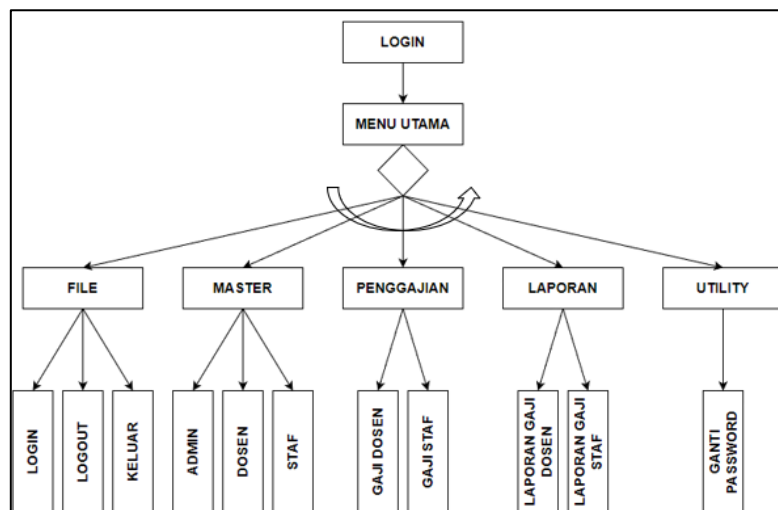 LOGIN
MENU UTAMA
FILE
MASTER
PENGGAJIAN
LAPORAN
UTILITY
LOGIN
LOGOUT
KELUAR
ADMIN
DOSEN
STAF
GAJI DOSEN
GAJI STAF
LAPORAN GAJI
DOSEN
LAPORAN GAJI
STAF
GANTI
PASSWORD